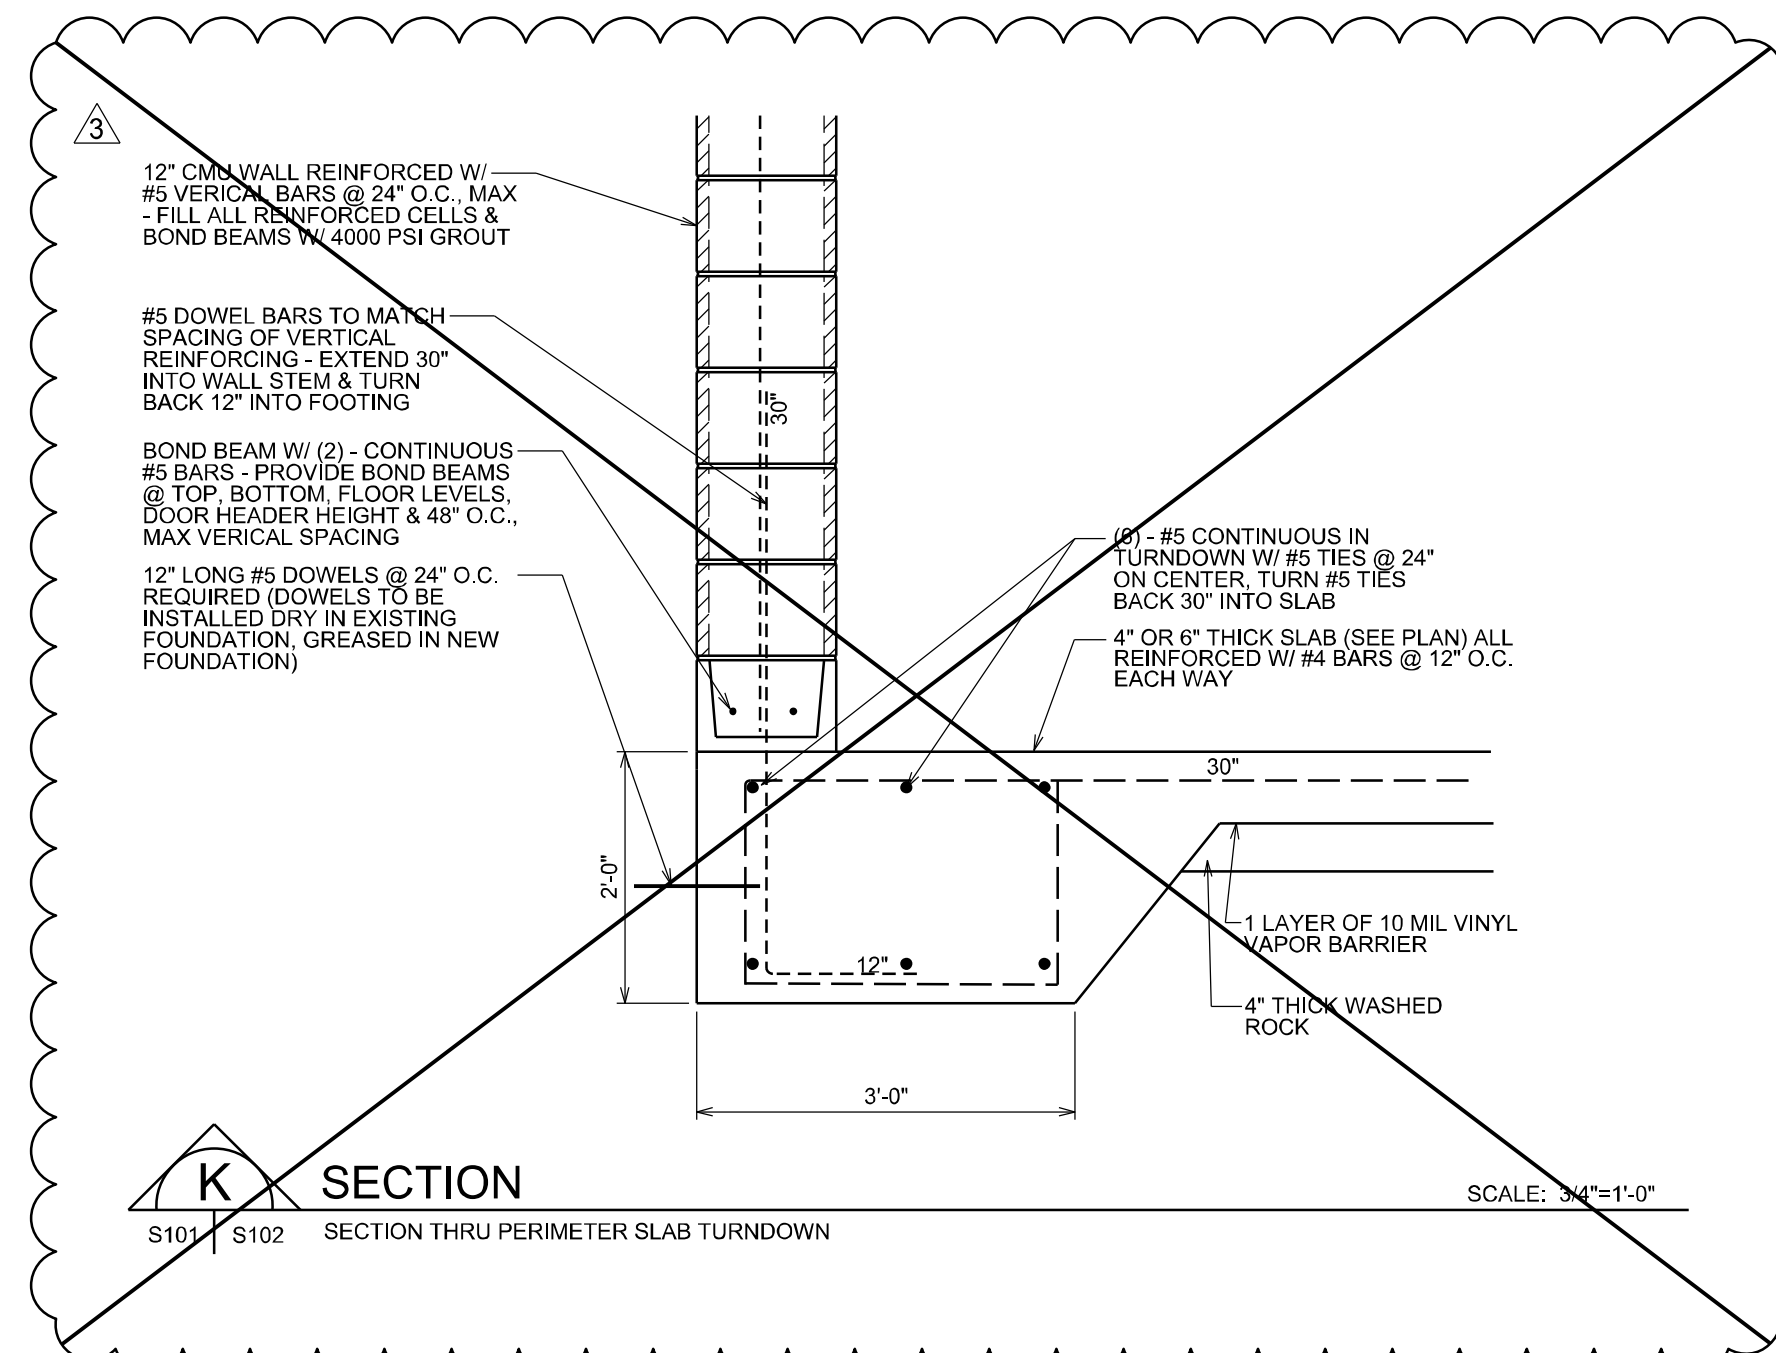 3
12" CMU WALL REINFORCED W/
#5 VERICAL BARS @ 24" O.C., MAX
- FILL ALL REINFORCED CELLS &
BOND BEAMS W/ 4000 PSI GROUT
#5 DOWEL BARS TO MATCH
SPACING OF VERTICAL
REINFORCING - EXTEND 30"
INTO WALL STEM & TURN
BACK 12" INTO FOOTING
BOND BEAM W/ (2) - CONTINUOUS
#5 BARS - PROVIDE BOND BEAMS
@ TOP, BOTTOM, FLOOR LEVELS,
DOOR HEADER HEIGHT & 48" O.C.,
MAX VERICAL SPACING
12" LONG #5 DOWELS @ 24" O.C.
REQUIRED (DOWELS TO BE
INSTALLED DRY IN EXISTING
FOUNDATION, GREASED IN NEW
FOUNDATION)
30"
(6) - #5 CONTINUOUS IN
TURNDOWN W/ #5 TIES @ 24"
ON CENTER, TURN #5 TIES
BACK 30" INTO SLAB
4" OR 6" THICK SLAB (SEE PLAN) ALL
REINFORCED W/ #4 BARS @ 12" O.C.
EACH WAY
30"
2'-0"
12"
1 LAYER OF 10 MIL VINYL
VAPOR BARRIER
4" THICK WASHED
ROCK
3'-0"
K
SECTION
SCALE: 3/4"=1'-0"
S101
S102
SECTION THRU PERIMETER SLAB TURNDOWN